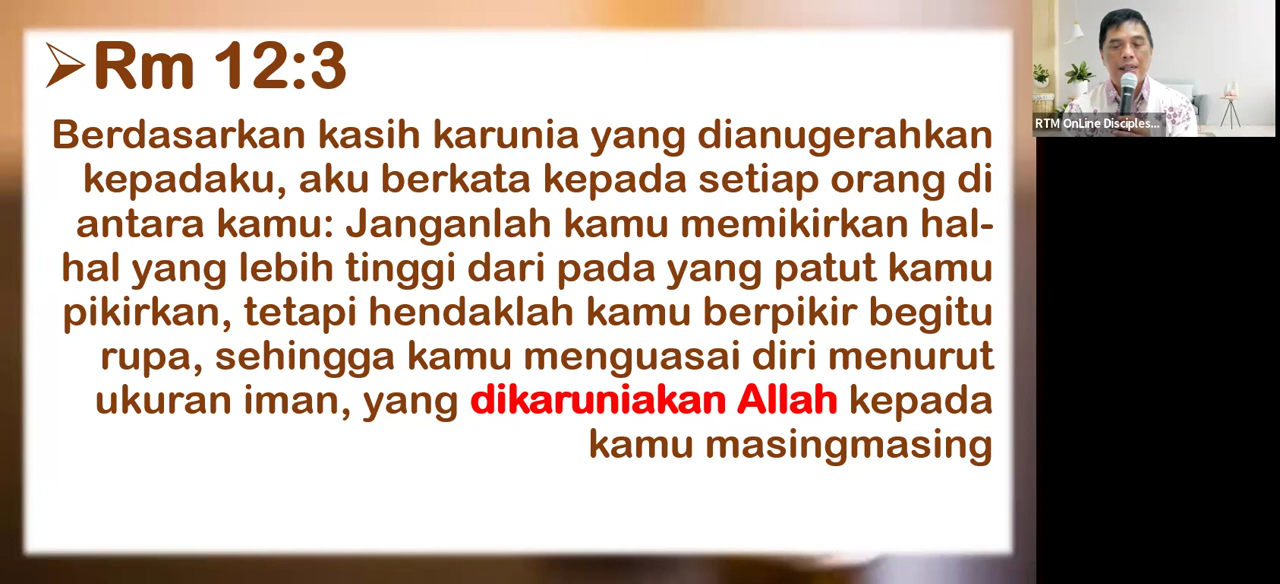 Rm 12:3
Berdasarkan kasih karunia yang dianugerahkan
kepadaku, aku berkata kepada setiap orang di
antara kamu: Janganlah kamu memikirkan hal-
hal yang lebih tinggi dari pada yang patut kamu
pikirkan, tetapi hendaklah kamu berpikir begitu
rupa, sehingga kamu menguasai diri menurut
ukuran iman, yang dikaruniakan Allah kepada
kamu masingmasing
RTM OnLine Disciples...